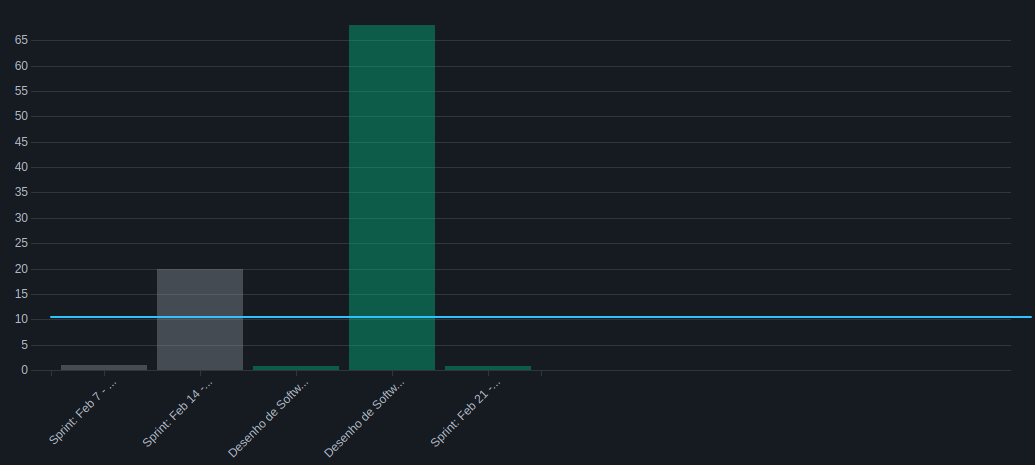 65
60
55
50
45
40
35
30
25
20
15
10
5
0
Sprint: Feb 7 - ...
Sprint: Feb 14 -...
Desenho de Softw...
Desenho de Softw...
Sprint: Feb 21 -...